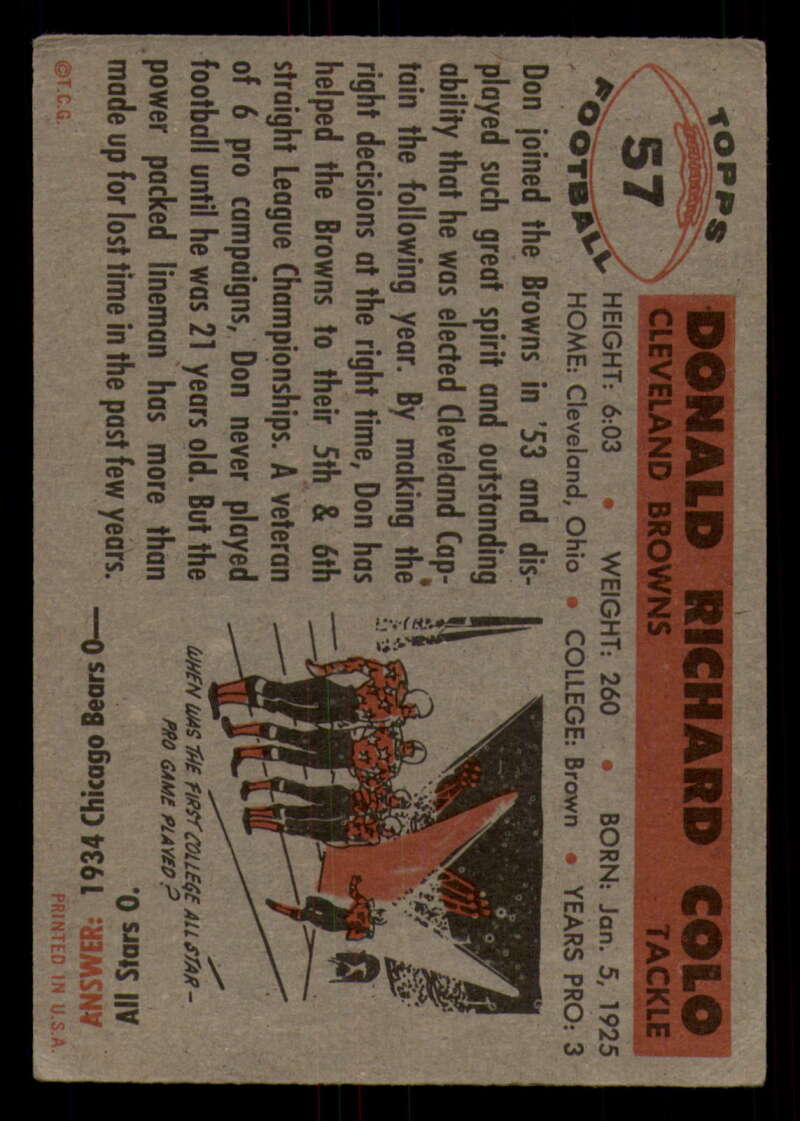 TOPPS
57
FOOTBALL
DONALD RICHARD COLO
CLEVELAND BROWNS TACKLE
HEIGHT: 6:03 • WEIGHT: 260 • BORN: Jan. 5, 1925
HOME: Cleveland, Ohio • COLLEGE: Brown • YEARS PRO: 3
Don joined the Browns in '53 and dis-
played such great spirit and outstanding
ability that he was elected Cleveland Cap-
tain the following year. By making the
right decisions at the right time, Don has
helped the Browns to their 5th & 6th
straight League Championships. A veteran
of 6 pro campaigns, Don never played
football until he was 21 years old. But the
power packed lineman has more than
made up for lost time in the past few years.
WHEN WAS THE FIRST COLLEGE ALL STAR –
PRO GAME PLAYED?
ANSWER: 1934 Chicago Bears 0—
All Stars 0.
©T.C.G.
PRINTED IN U.S.A.